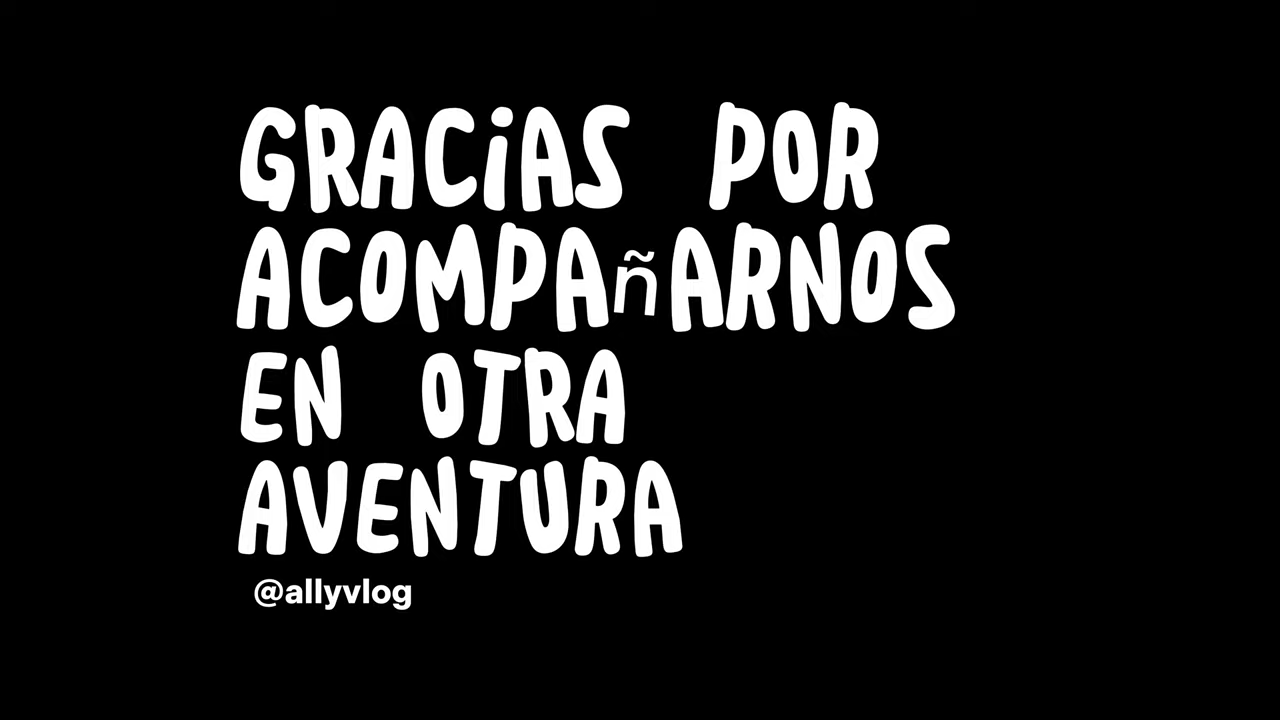 GRACiAS POR
ACOMPAñARNOS
EN OTRA
AVENTURA
@allyvlog